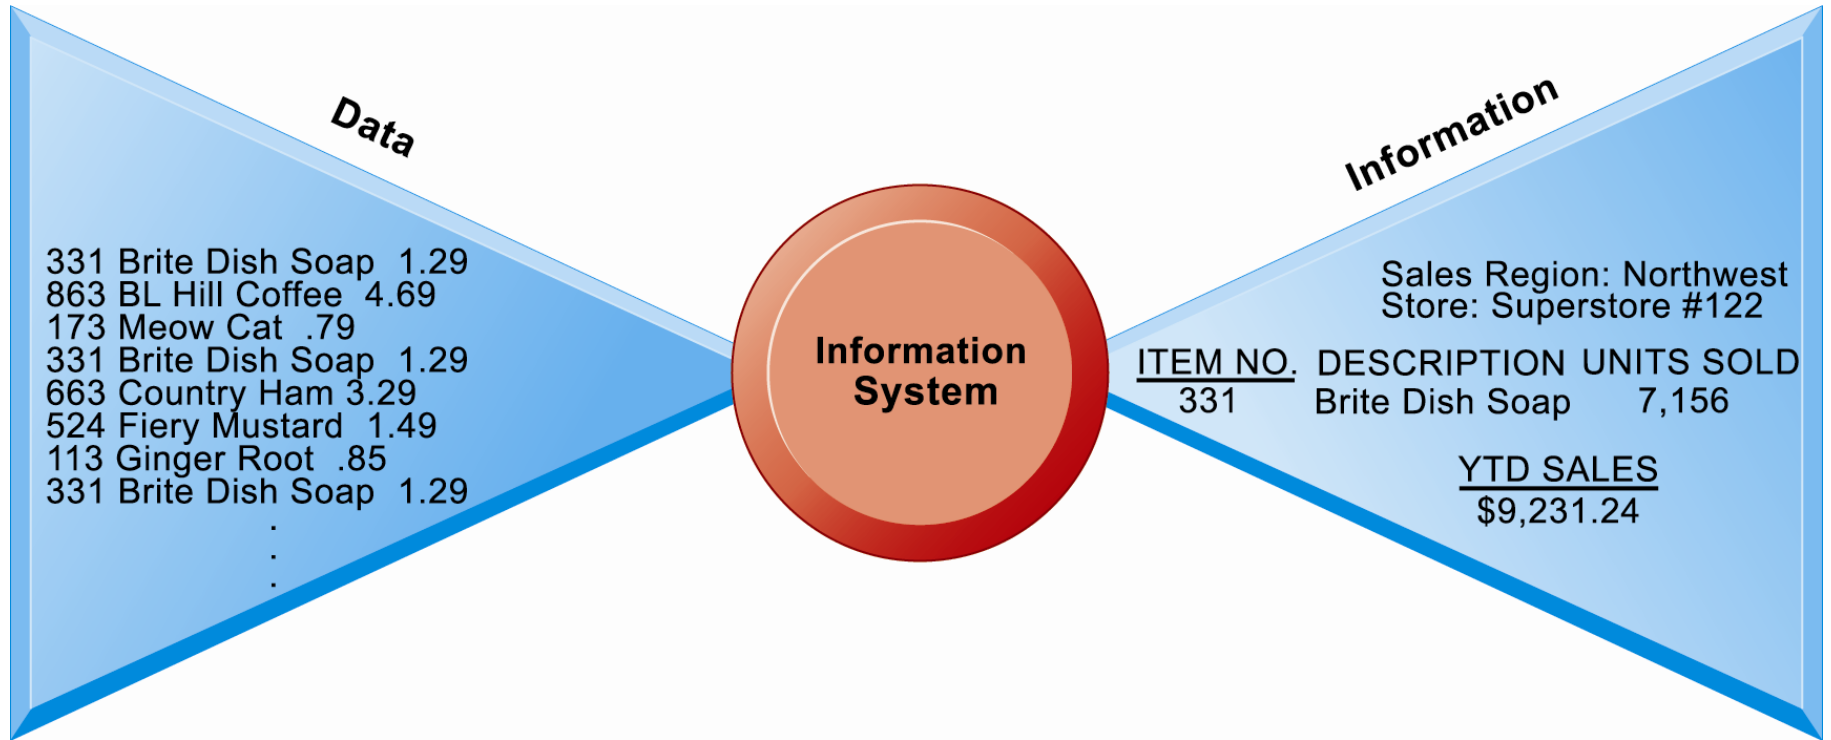 Data
331 Brite Dish Soap 1.29
863 BL Hill Coffee 4.69
173 Meow Cat .79
331 Brite Dish Soap 1.29
663 Country Ham 3.29
524 Fiery Mustard 1.49
113 Ginger Root .85
331 Brite Dish Soap 1.29
.
.
.
Information
System
Information
Sales Region: Northwest
Store: Superstore #122
ITEM NO. DESCRIPTION UNITS SOLD
331 Brite Dish Soap 7,156
YTD SALES
$9,231.24